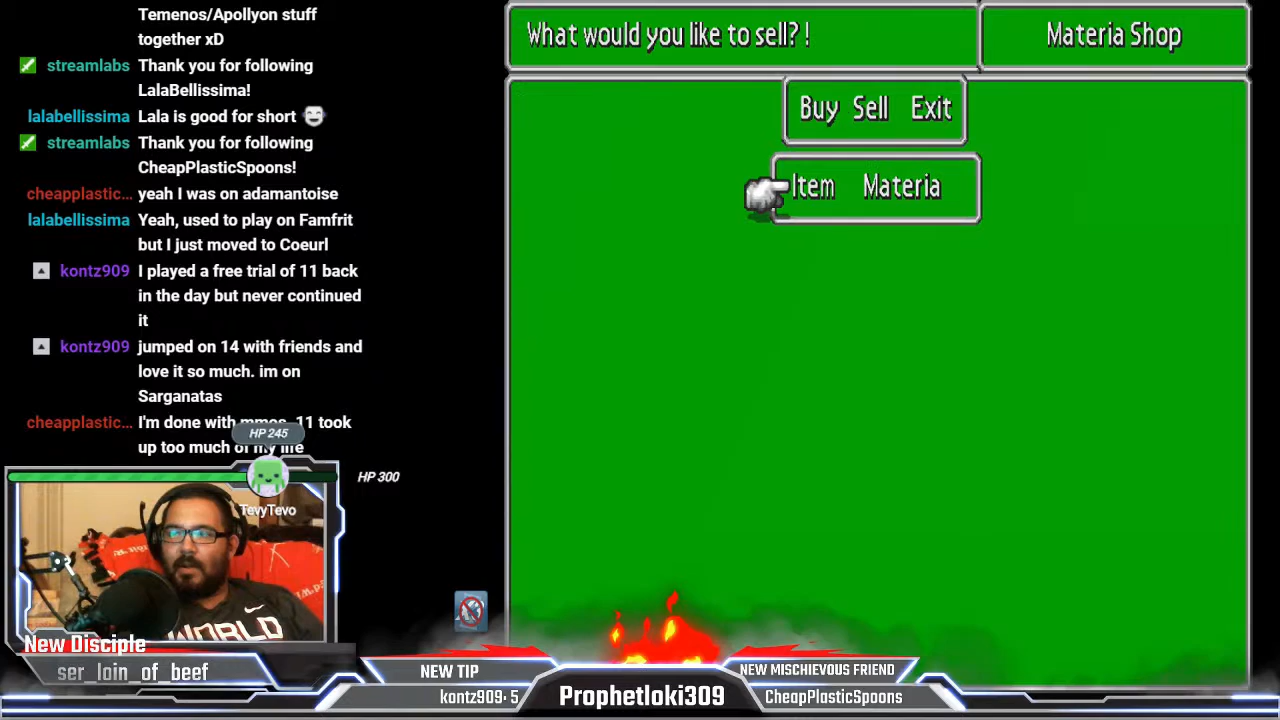 Temenos/Apollyon stuff
together xD
streamlabs Thank you for following
LalaBellissima!
lalabellissima Lala is good for short
streamlabs Thank you for following
CheapPlasticSpoons!
cheapplastic... yeah I was on adamantoise
lalabellissima Yeah, used to play on Famfrit
but I just moved to Coeurl
kontz909 I played a free trial of 11 back
in the day but never continued
it
kontz909 jumped on 14 with friends and
love it so much. im on
Sarganatas
cheapplastic... I'm done with mmos 11 took
up too much of my life
HP 245
HP 300
TevyTevo
WORLD
New Disciple
ser_loin_of_beef
What would you like to sell?!
Materia Shop
Buy Sell Exit
Item Materia
NEW TIP
kontz909: 5
Prophetloki309
NEW MISCHIEVOUS FRIEND
CheapPlasticSpoons